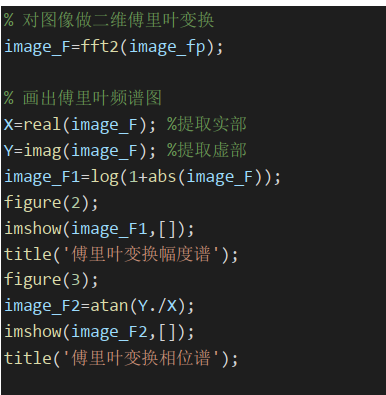 % 对图像做二维傅里叶变换
image_F=fft2(image_fp);
% 画出傅里叶频谱图
X=real(image_F); %提取实部
Y=imag(image_F); %提取虚部
image_F1=log(1+abs(image_F));
figure(2);
imshow(image_F1,[]);
title('傅里叶变换幅度谱');
figure(3);
image_F2=atan(Y./X);
imshow(image_F2,[]);
title('傅里叶变换相位谱');